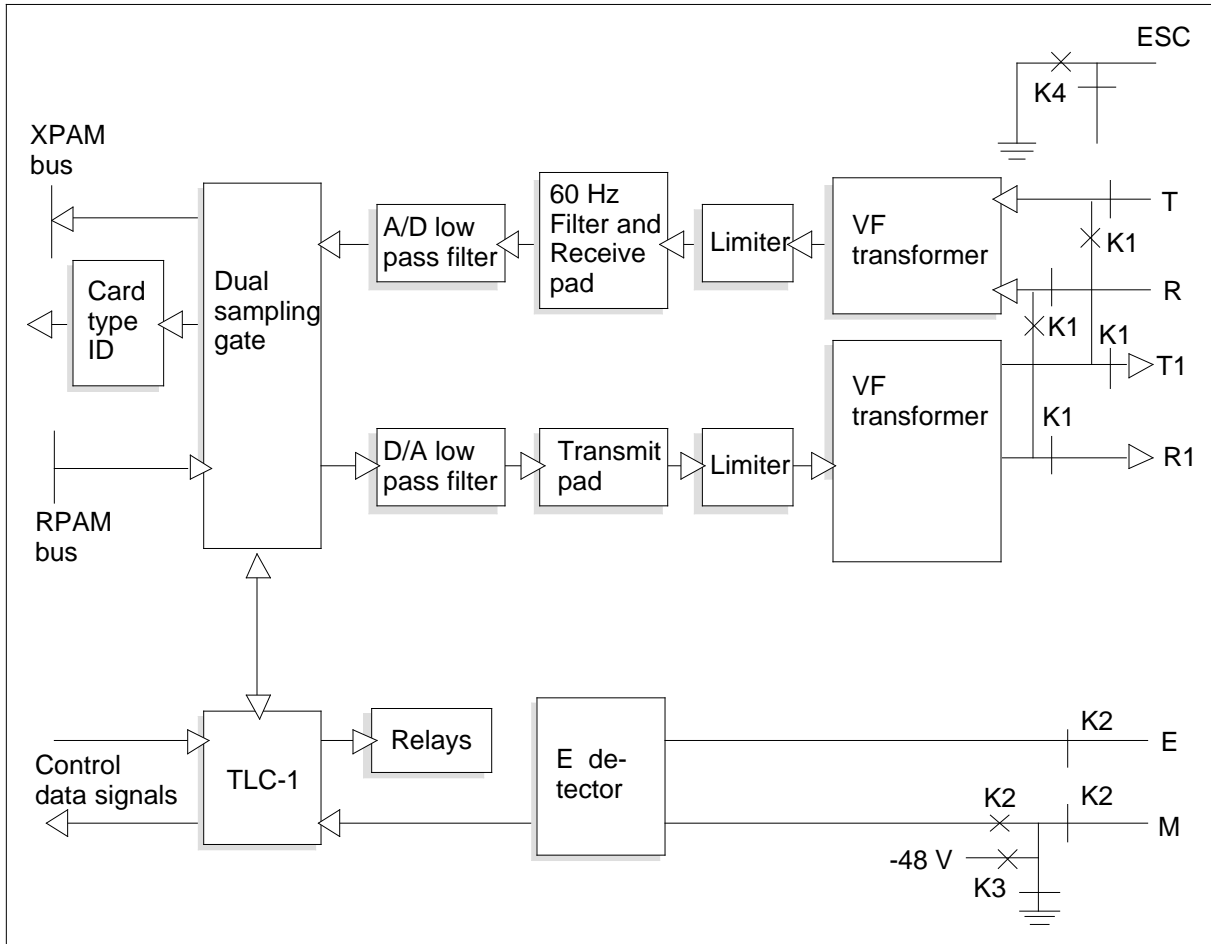 ESC
K4
XPAM
bus
T
60 Hz
Filter and
Receive
pad
A/D low
pass filter
Limiter
VF
transformer
K1
Dual
sampling
gate
Card
type
ID
R
K1
K1
T1
VF
transformer
K1
D/A low
pass filter
Transmit
pad
Limiter
R1
RPAM
bus
K2
E
Relays
E de-
tector
Control
data signals
TLC-1
K2
K2
M
-48 V
K3